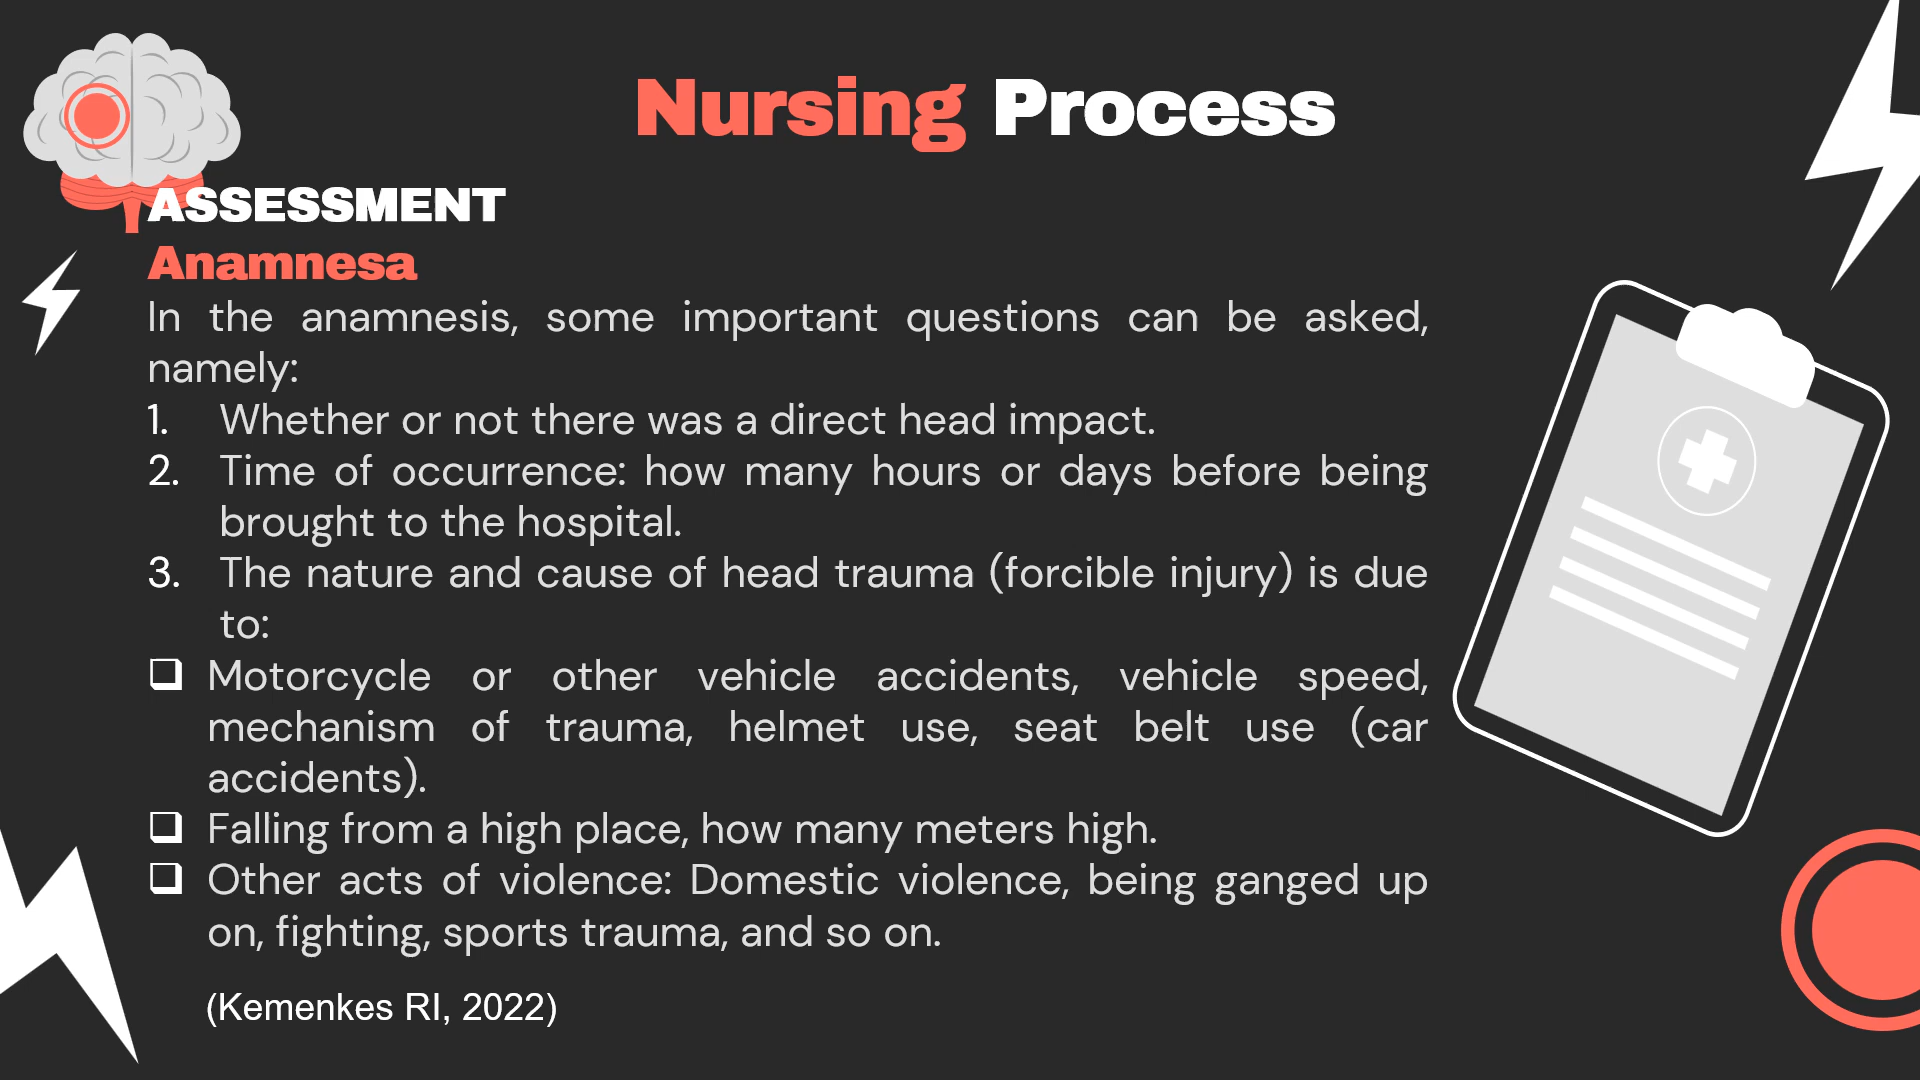 Nursing Process
ASSESSMENT
Anamnesa
In the anamnesis, some important questions can be asked,
namely:
1. Whether or not there was a direct head impact.
2. Time of occurrence: how many hours or days before being
brought to the hospital.
3. The nature and cause of head trauma (forcible injury) is due
to:
❑ Motorcycle or other vehicle accidents, vehicle speed,
mechanism of trauma, helmet use, seat belt use (car
accidents).
❑ Falling from a high place, how many meters high.
❑ Other acts of violence: Domestic violence, being ganged up
on, fighting, sports trauma, and so on.
(Kemenkes RI, 2022)